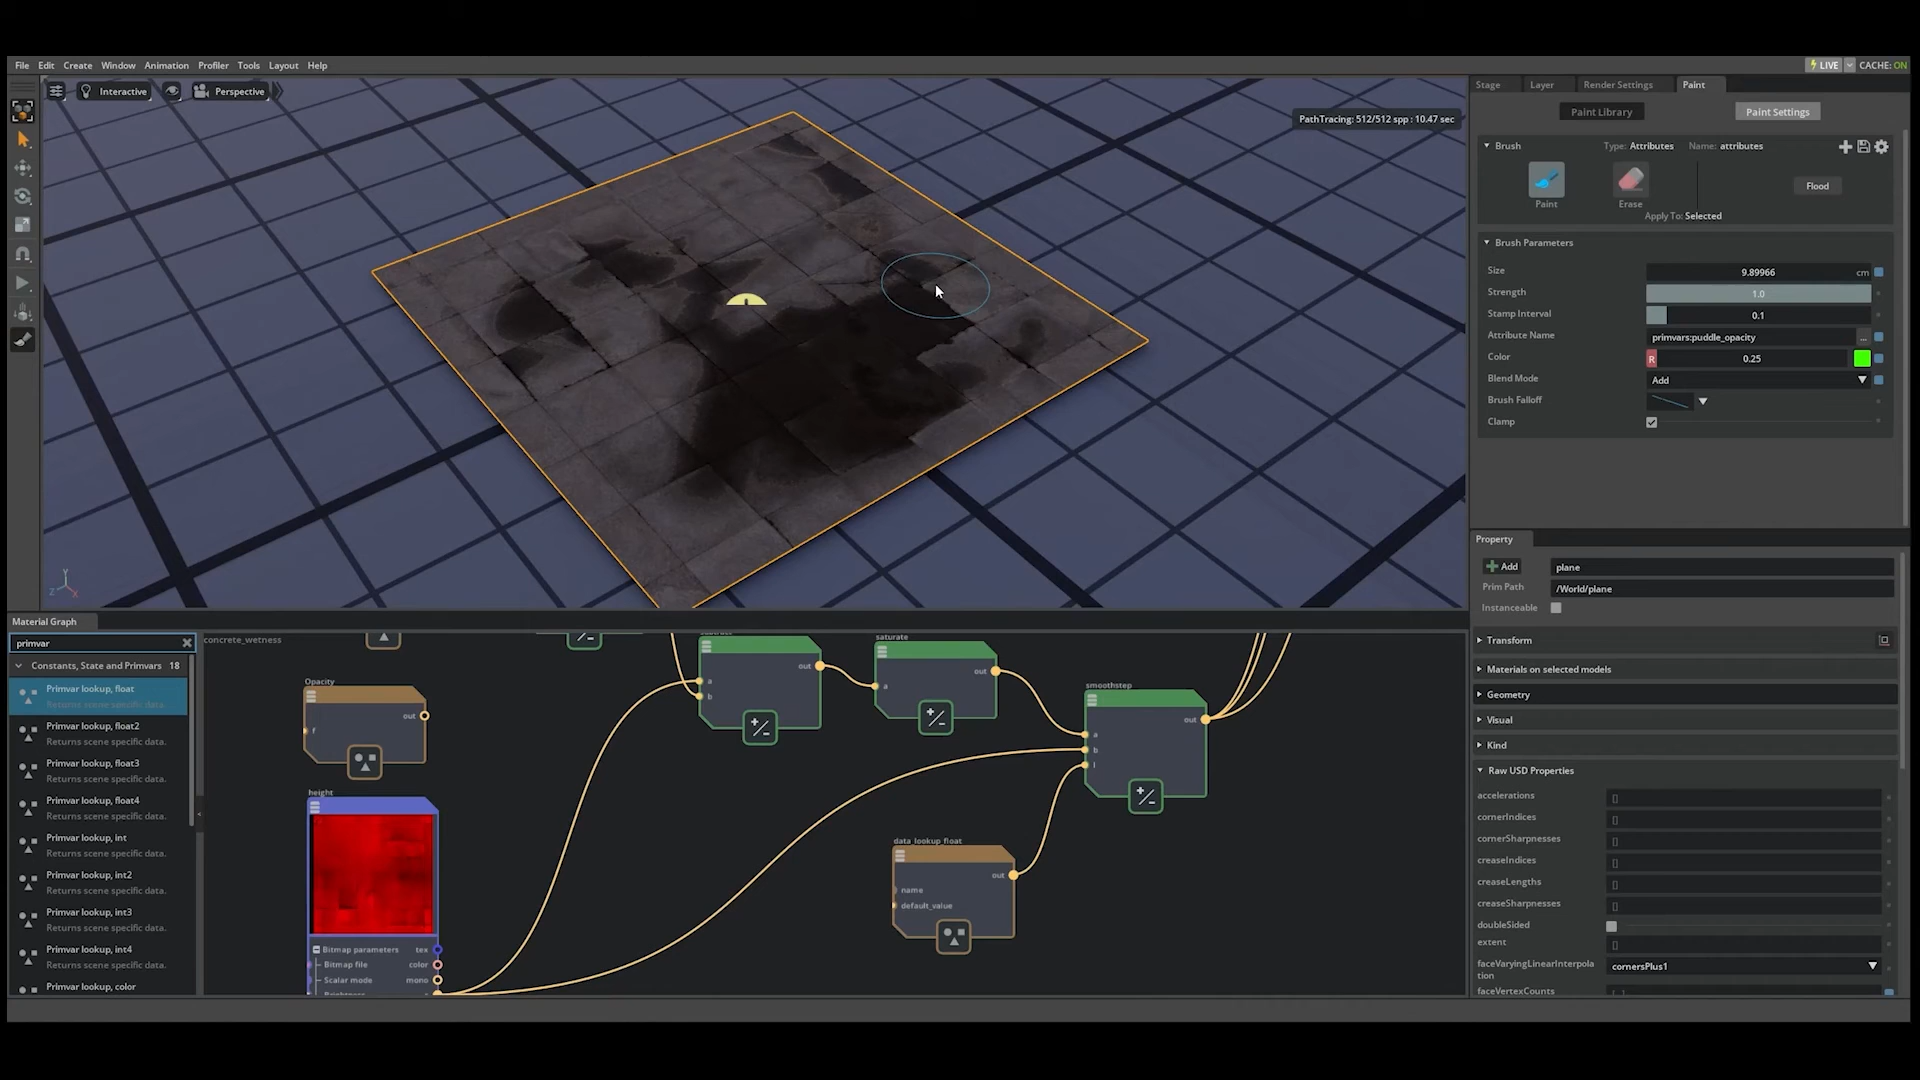 File Edit Create Window Animation Profiler Tools Layout Help
LIVE CACHE: ON
Interactive Perspective
PathTracing: 512/512 spp : 10.47 sec
Stage Layer Render Settings Paint
Paint Library Paint Settings
Brush Type: Attributes Name: attributes
Paint Erase Flood
Apply To: Selected
Brush Parameters
Size 9.89966 cm
Strength 1.0
Stamp Interval 0.1
Attribute Name primvars:puddle_opacity ...
Color R 0.25
Blend Mode Add
Brush Falloff
Clamp
Property
Add plane
Prim Path /World/plane
Instanceable
Transform
Materials on selected models
Geometry
Visual
Kind
Raw USD Properties
accelerations []
cornerIndices []
cornerSharpnesses []
creaseIndices []
creaseLengths []
creaseSharpnesses []
doubleSided
extent []
faceVaryingLinearInterpola
tion
cornersPlus1
faceVertexCounts
Y
Z
X
Material Graph
primvar
Constants, State and Primvars 18
Primvar lookup, float
Returns scene specific data.
Primvar lookup, float2
Returns scene specific data.
Primvar lookup, float3
Returns scene specific data.
Primvar lookup, float4
Returns scene specific data.
Primvar lookup, int
Returns scene specific data.
Primvar lookup, int2
Returns scene specific data.
Primvar lookup, int3
Returns scene specific data.
Primvar lookup, int4
Returns scene specific data.
Primvar lookup, color
concrete_wetness
Opacity
out
f
height
Bitmap parameters tex
Bitmap file color
Scalar mode mono
out
a
b
saturate
out
a
smoothstep
out
a
b
l
data_lookup_float
out
name
default_value